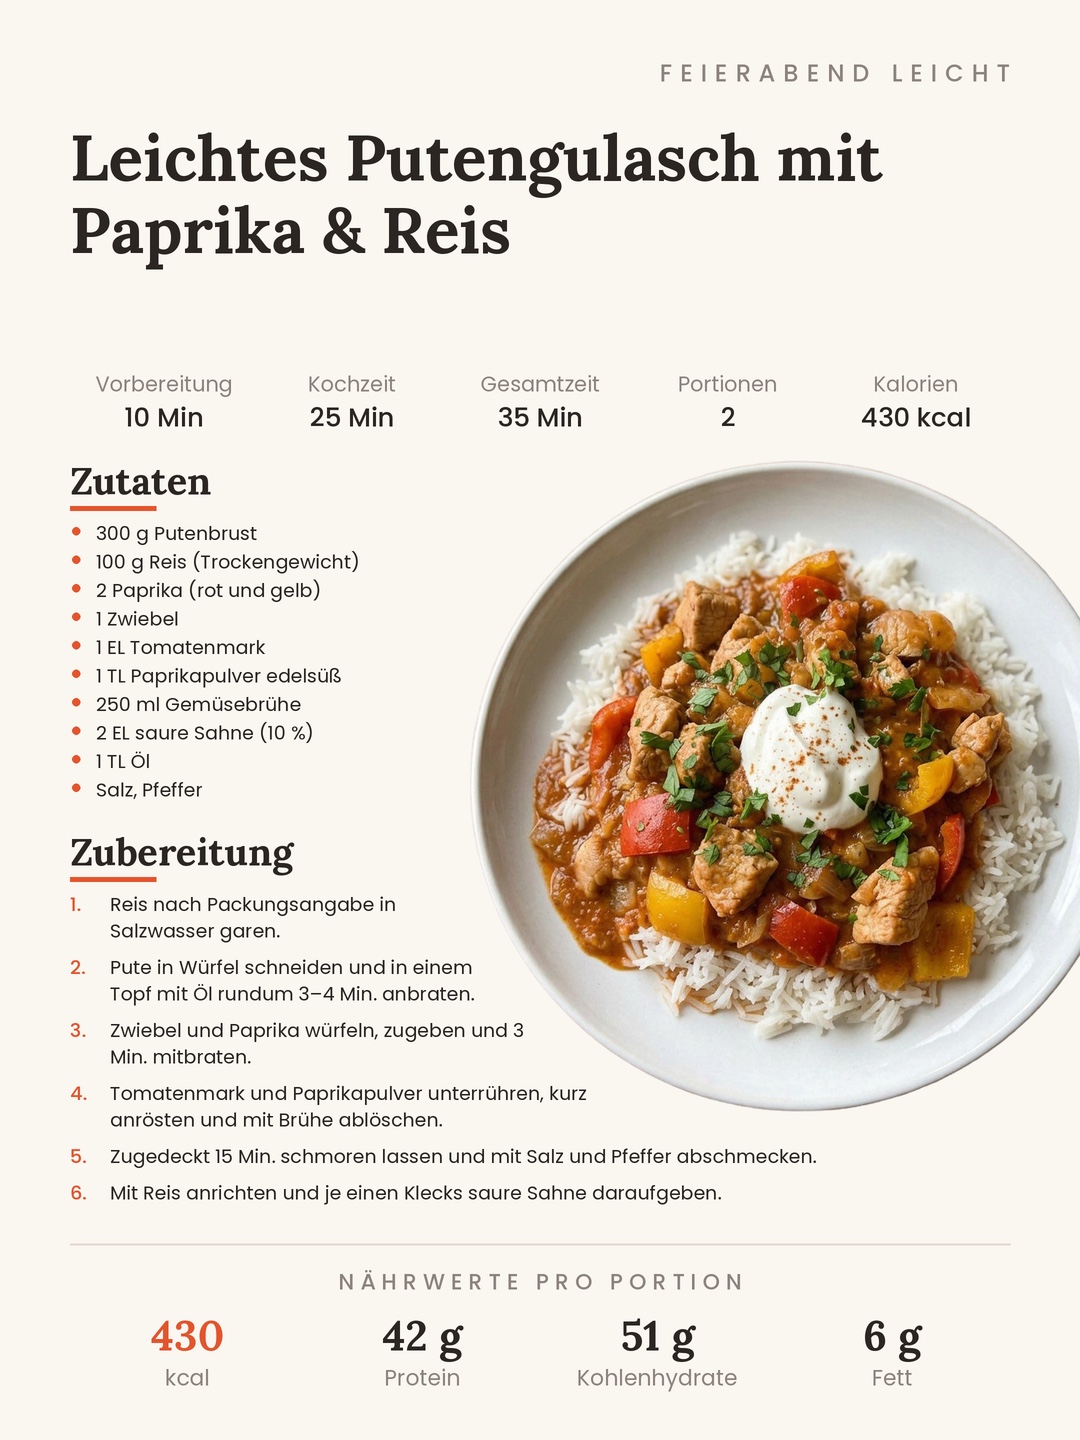 FEIERABEND LEICHT
Leichtes Putengulasch mit
Paprika & Reis
Vorbereitung
10 Min
Kochzeit
25 Min
Gesamtzeit
35 Min
Portionen
2
Kalorien
430 kcal
Zutaten
• 300 g Putenbrust
• 100 g Reis (Trockengewicht)
• 2 Paprika (rot und gelb)
• 1 Zwiebel
• 1 EL Tomatenmark
• 1 TL Paprikapulver edelsüß
• 250 ml Gemüsebrühe
• 2 EL saure Sahne (10 %)
• 1 TL Öl
• Salz, Pfeffer
Zubereitung
1. Reis nach Packungsangabe in
Salzwasser garen.
2. Pute in Würfel schneiden und in einem
Topf mit Öl rundum 3–4 Min. anbraten.
3. Zwiebel und Paprika würfeln, zugeben und 3
Min. mitbraten.
4. Tomatenmark und Paprikapulver unterrühren, kurz
anrösten und mit Brühe ablöschen.
5. Zugedeckt 15 Min. schmoren lassen und mit Salz und Pfeffer abschmecken.
6. Mit Reis anrichten und je einen Klecks saure Sahne daraufgeben.
NÄHRWERTE PRO PORTION
430
kcal
42 g
Protein
51 g
Kohlenhydrate
6 g
Fett